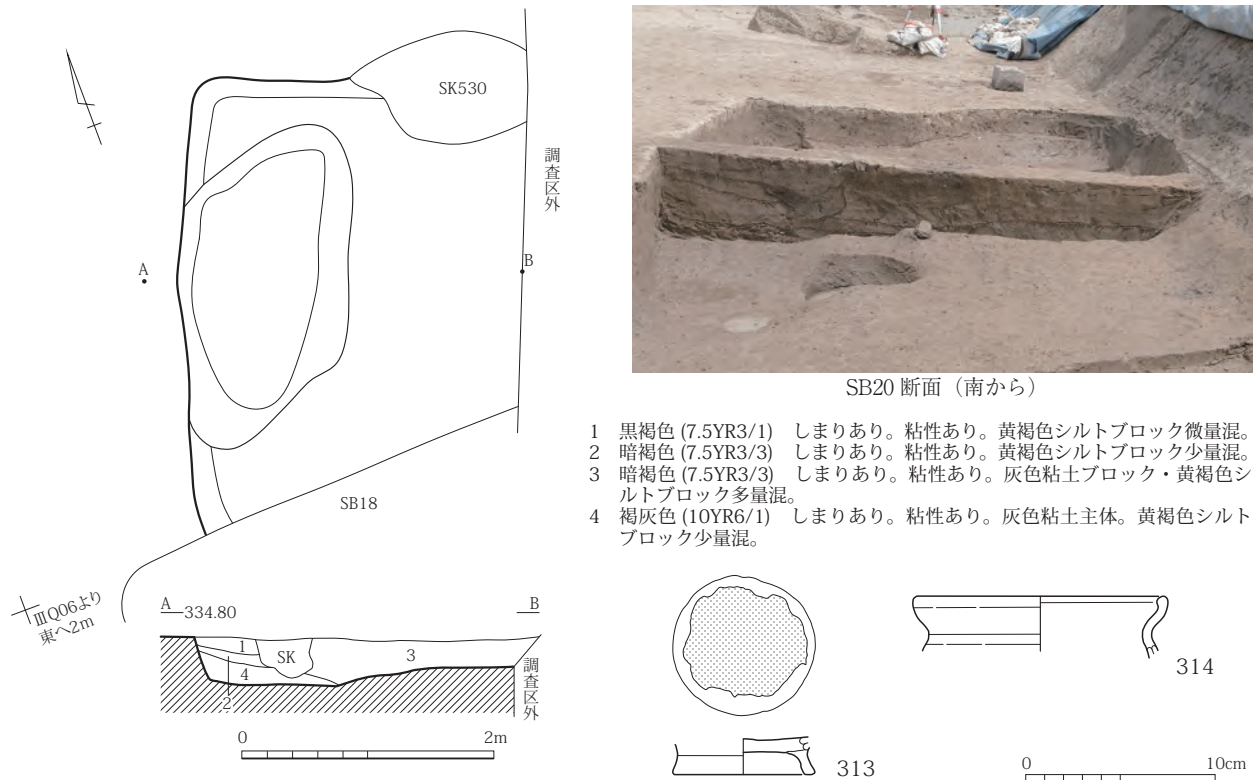 SK530
調査区外
A
B
SB18
ⅢQ06より
東へ2m
A
334.80
B
1
SK
3
4
2
調査区外
0
2m
SB20 断面（南から）
1 黒褐色 (7.5YR3/1) しまりあり。粘性あり。黄褐色シルトブロック微量混。
2 暗褐色 (7.5YR3/3) しまりあり。粘性あり。黄褐色シルトブロック少量混。
3 暗褐色 (7.5YR3/3) しまりあり。粘性あり。灰色粘土ブロック・黄褐色シ
ルトブロック多量混。
4 褐灰色 (10YR6/1) しまりあり。粘性あり。灰色粘土主体。黄褐色シルト
ブロック少量混。
314
313
0
10cm